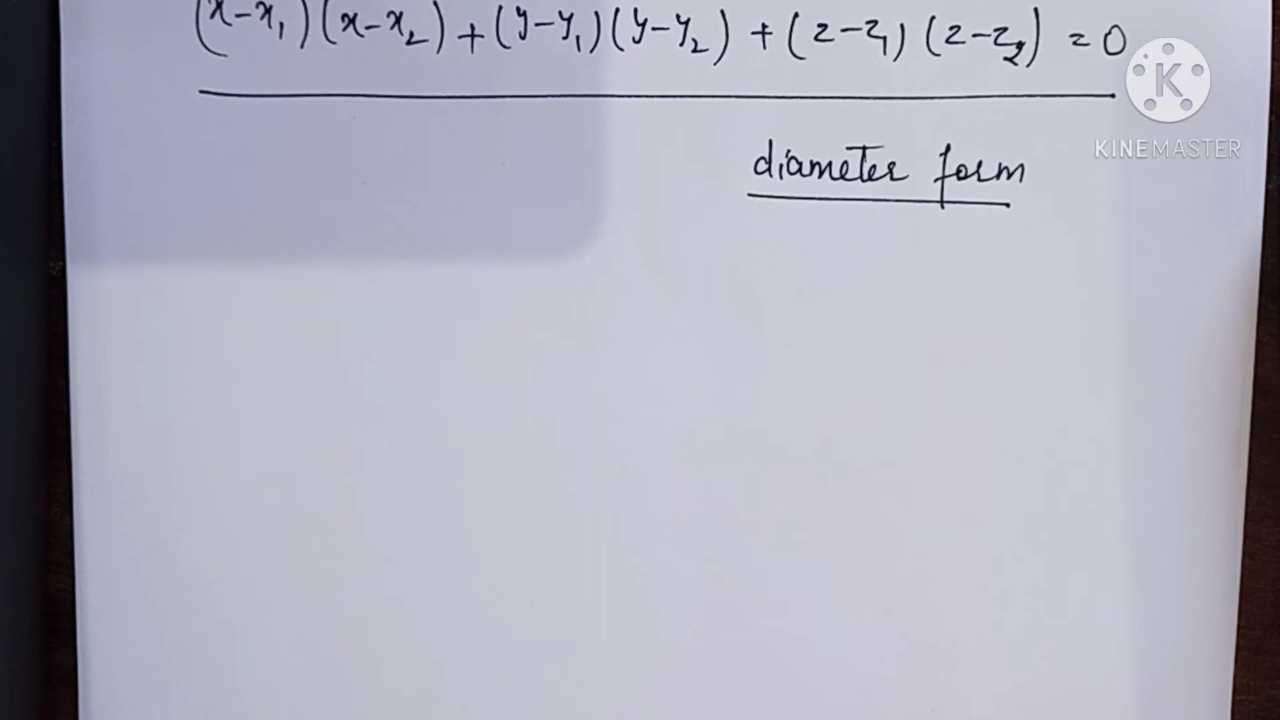 (x-x₁)(x-x₂)+(y-y₁)(y-y₂)+(z-z₁)(z-z₂)=0
K
KINEMASTER
diameter form